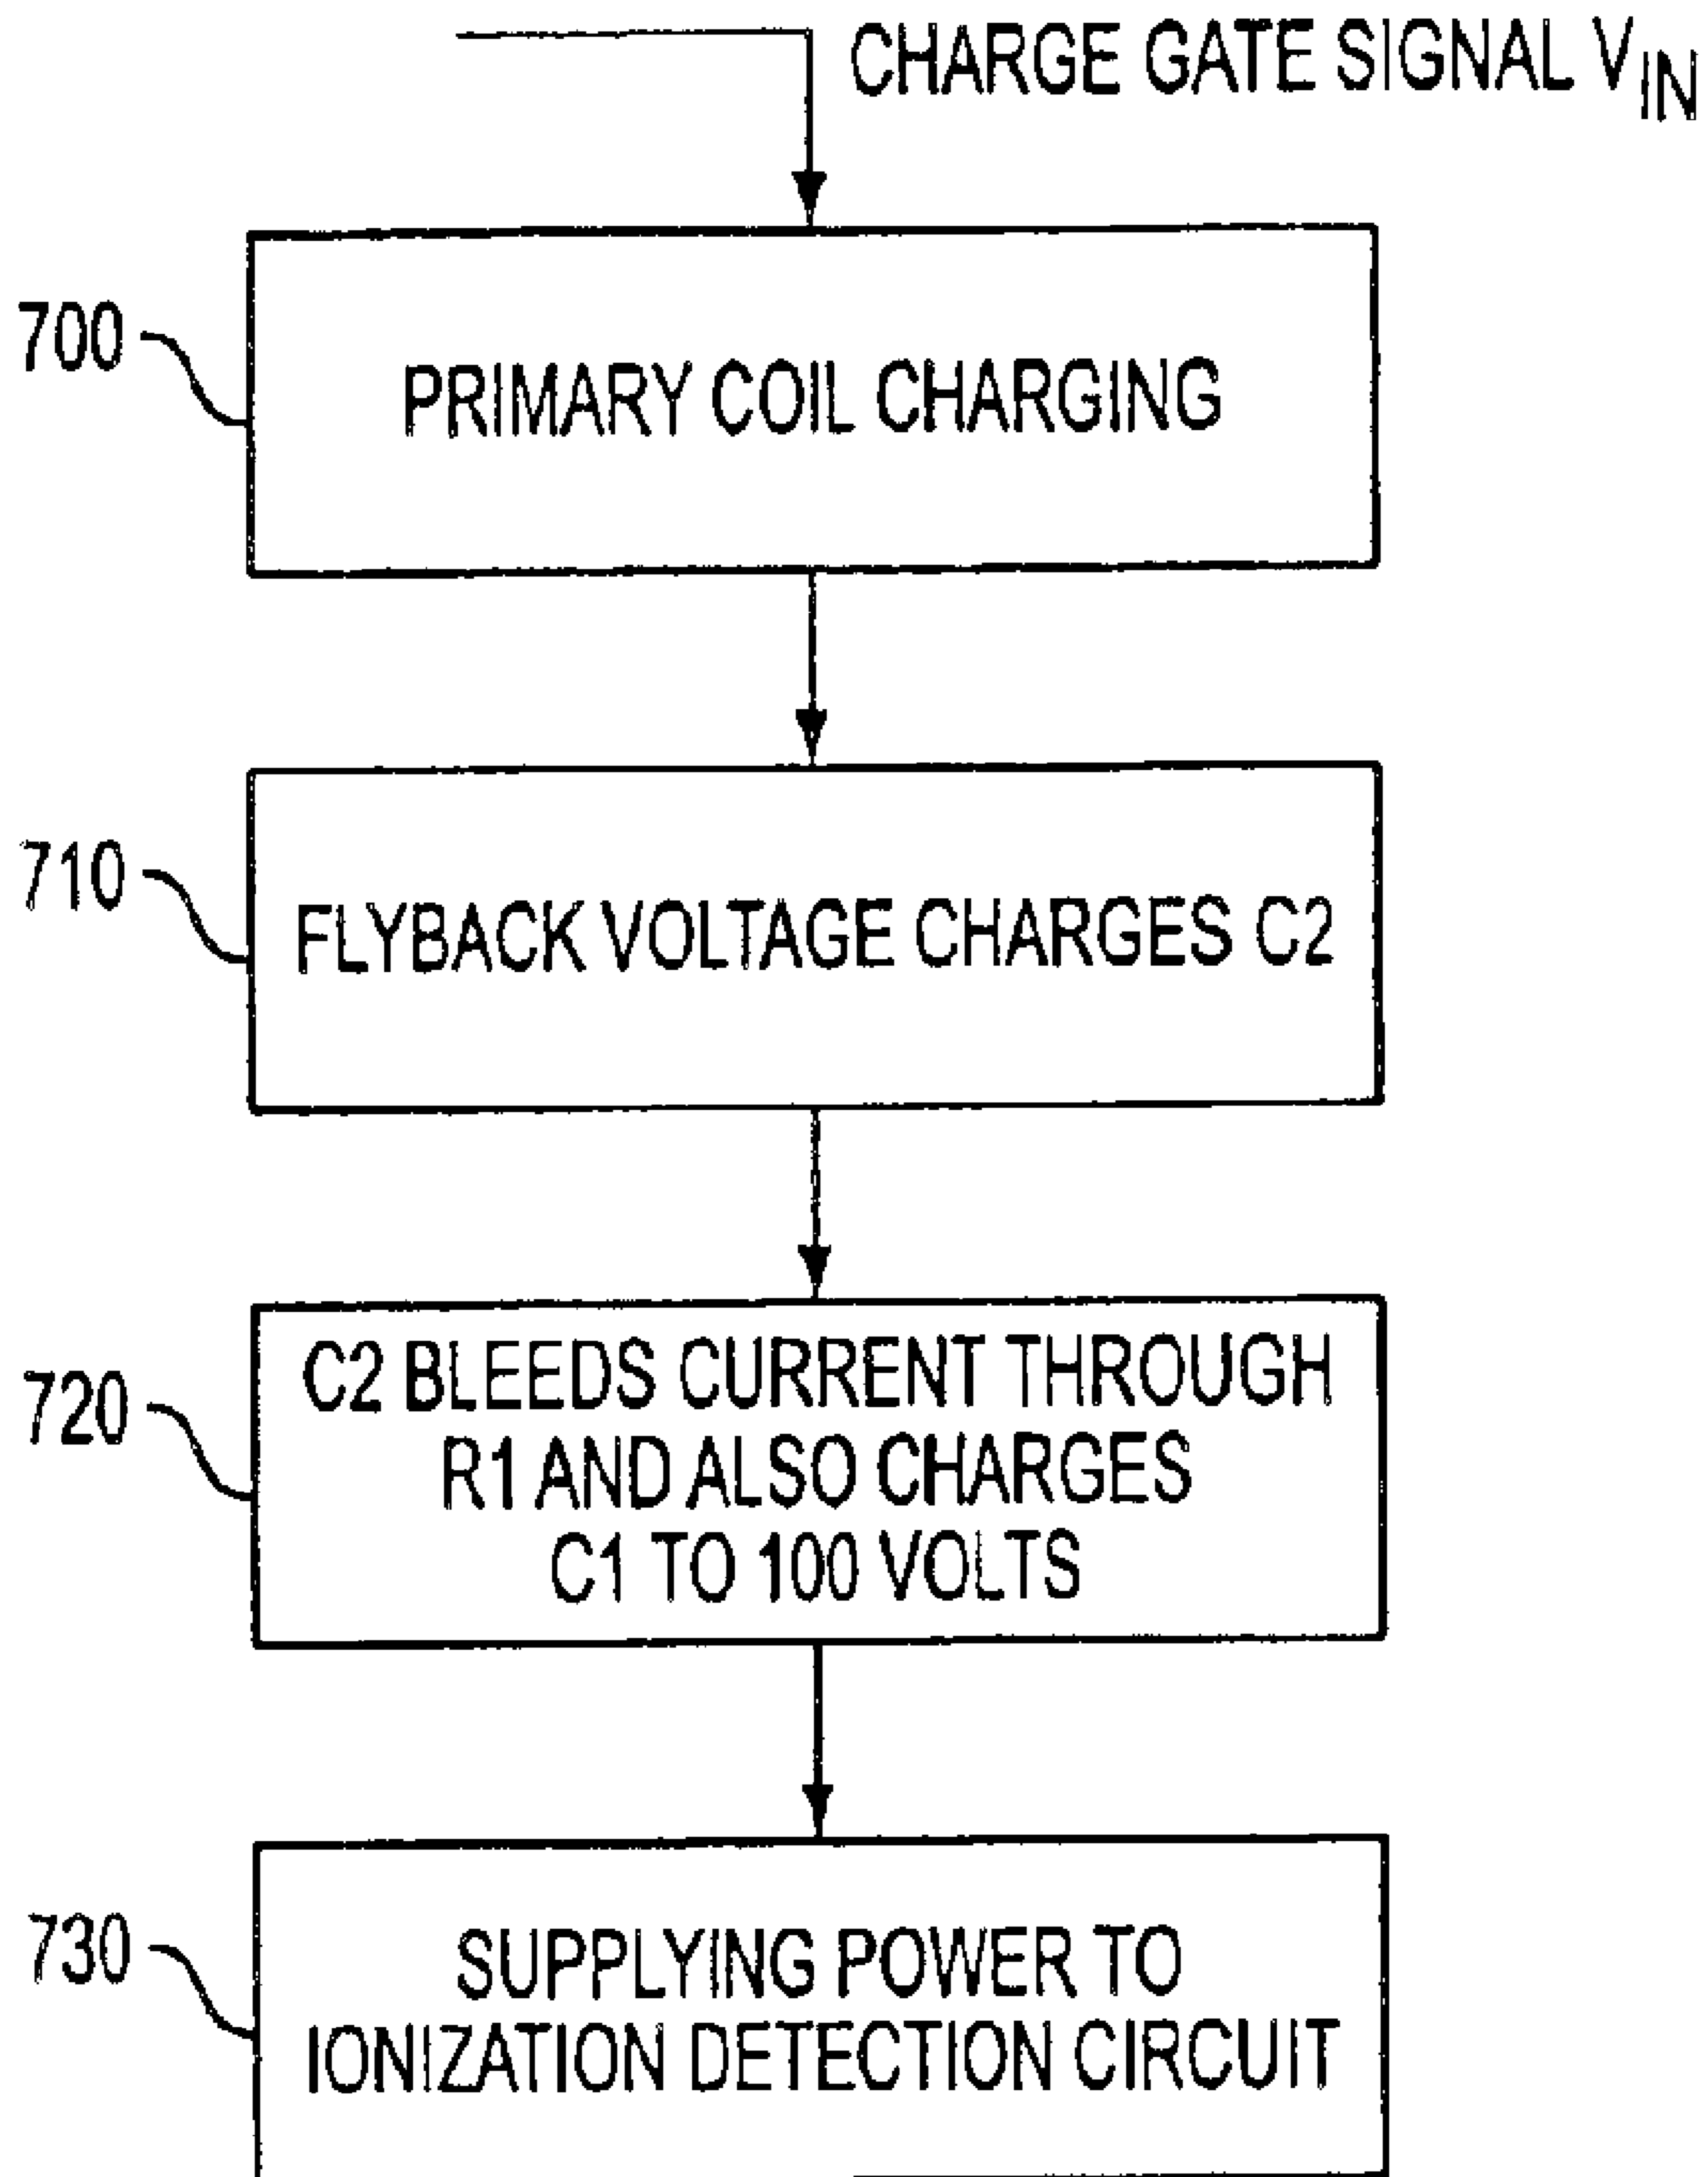 CHARGE GATE SIGNAL VIN
700
PRIMARY COIL CHARGING
710
FLYBACK VOLTAGE CHARGES C2
720
C2 BLEEDS CURRENT THROUGH
R1 AND ALSO CHARGES
C1 TO 100 VOLTS
730
SUPPLYING POWER TO
IONIZATION DETECTION CIRCUIT